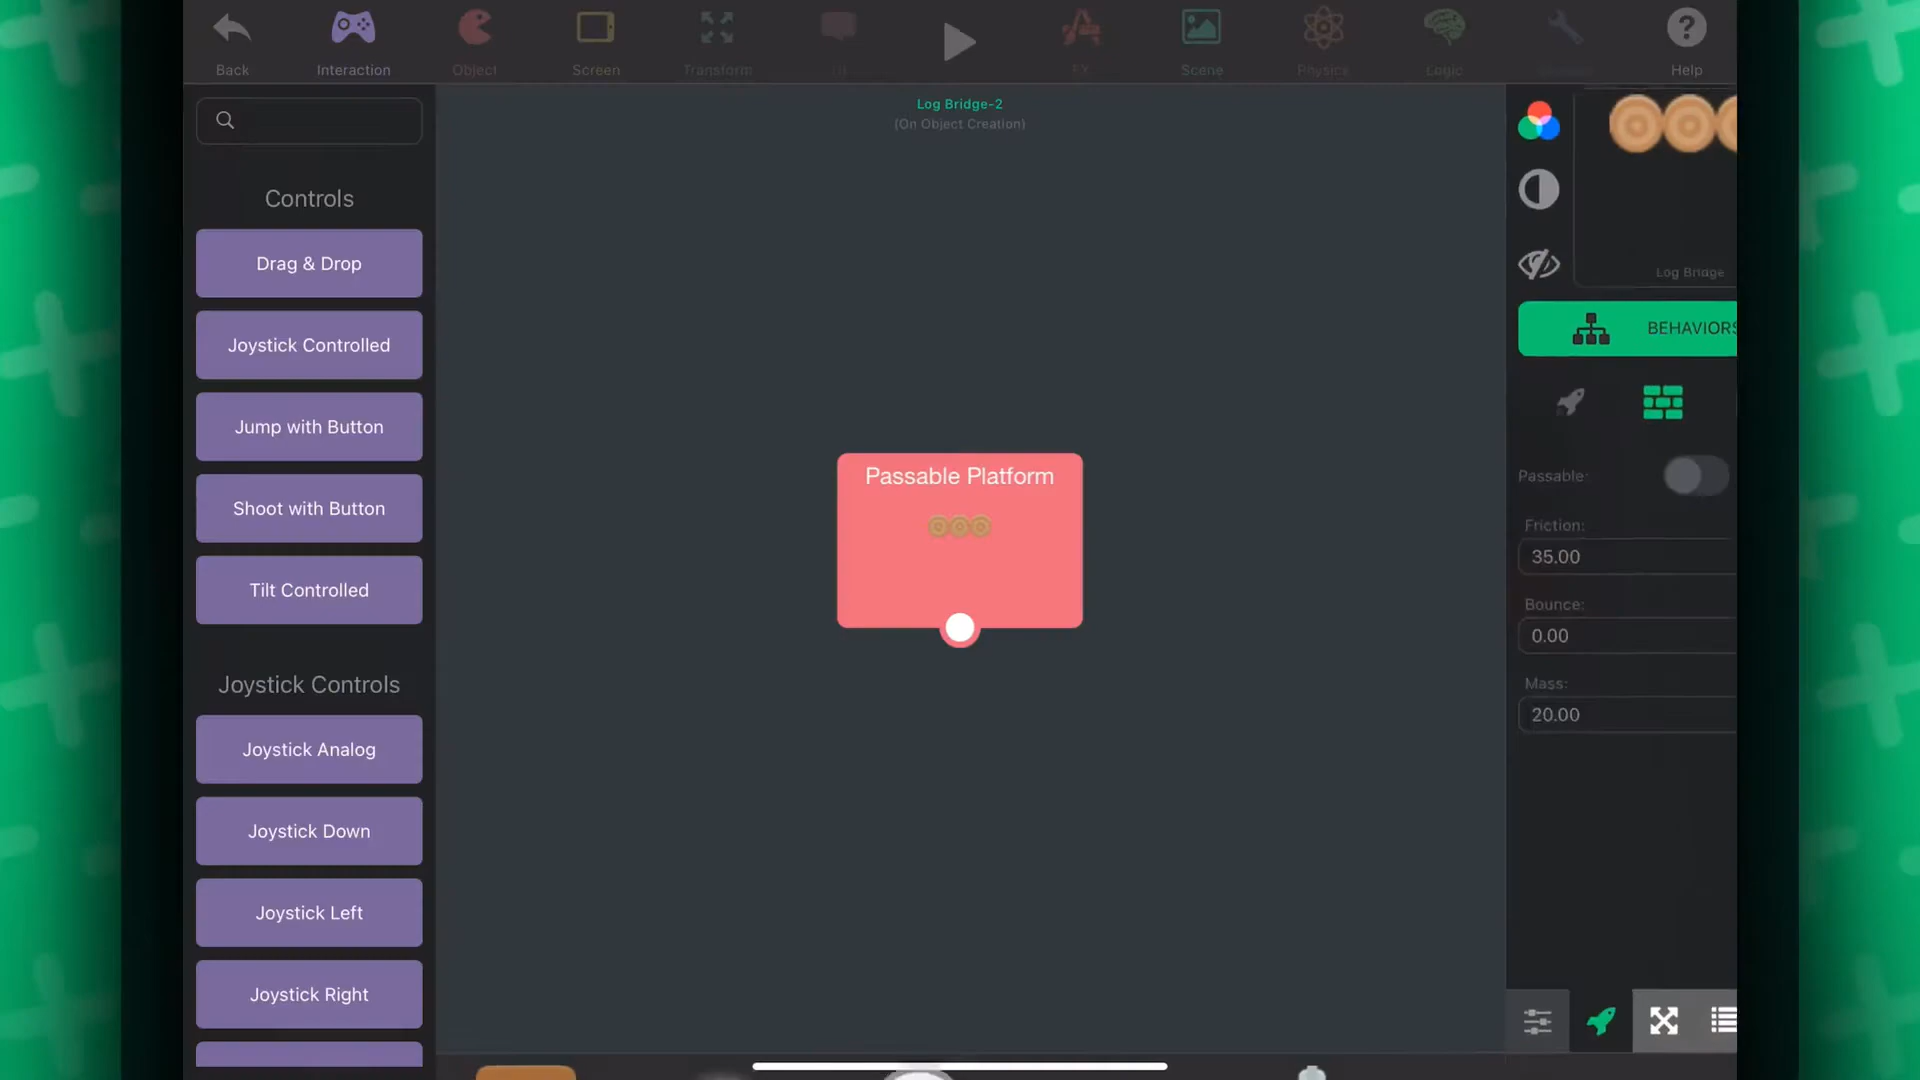 Back
Interaction
Object
Screen
Transform
FX
Scene
Physics
Logic
Help
Log Bridge-2
(On Object Creation)
Controls
Drag & Drop
Joystick Controlled
Jump with Button
Shoot with Button
Tilt Controlled
Joystick Controls
Joystick Analog
Joystick Down
Joystick Left
Joystick Right
Passable Platform
Log Bridge
BEHAVIORS
Passable:
Friction:
35.00
Bounce:
0.00
Mass:
20.00